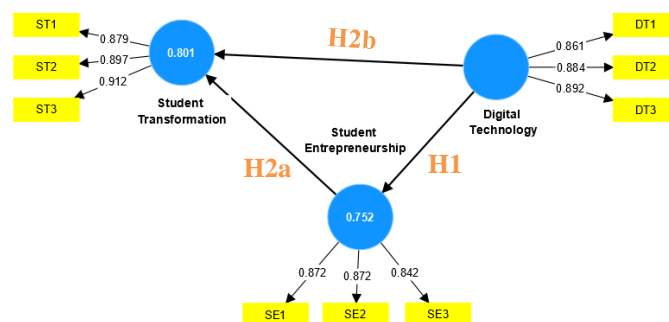 ST1
ST2
ST3
0.879
0.897
0.912
0.801
Student
Transformation
H2b
Digital
Technology
0.861
0.884
0.892
DT1
DT2
DT3
Student
Entrepreneurship
H2a
H1
0.752
0.872
0.872
0.842
SE1
SE2
SE3